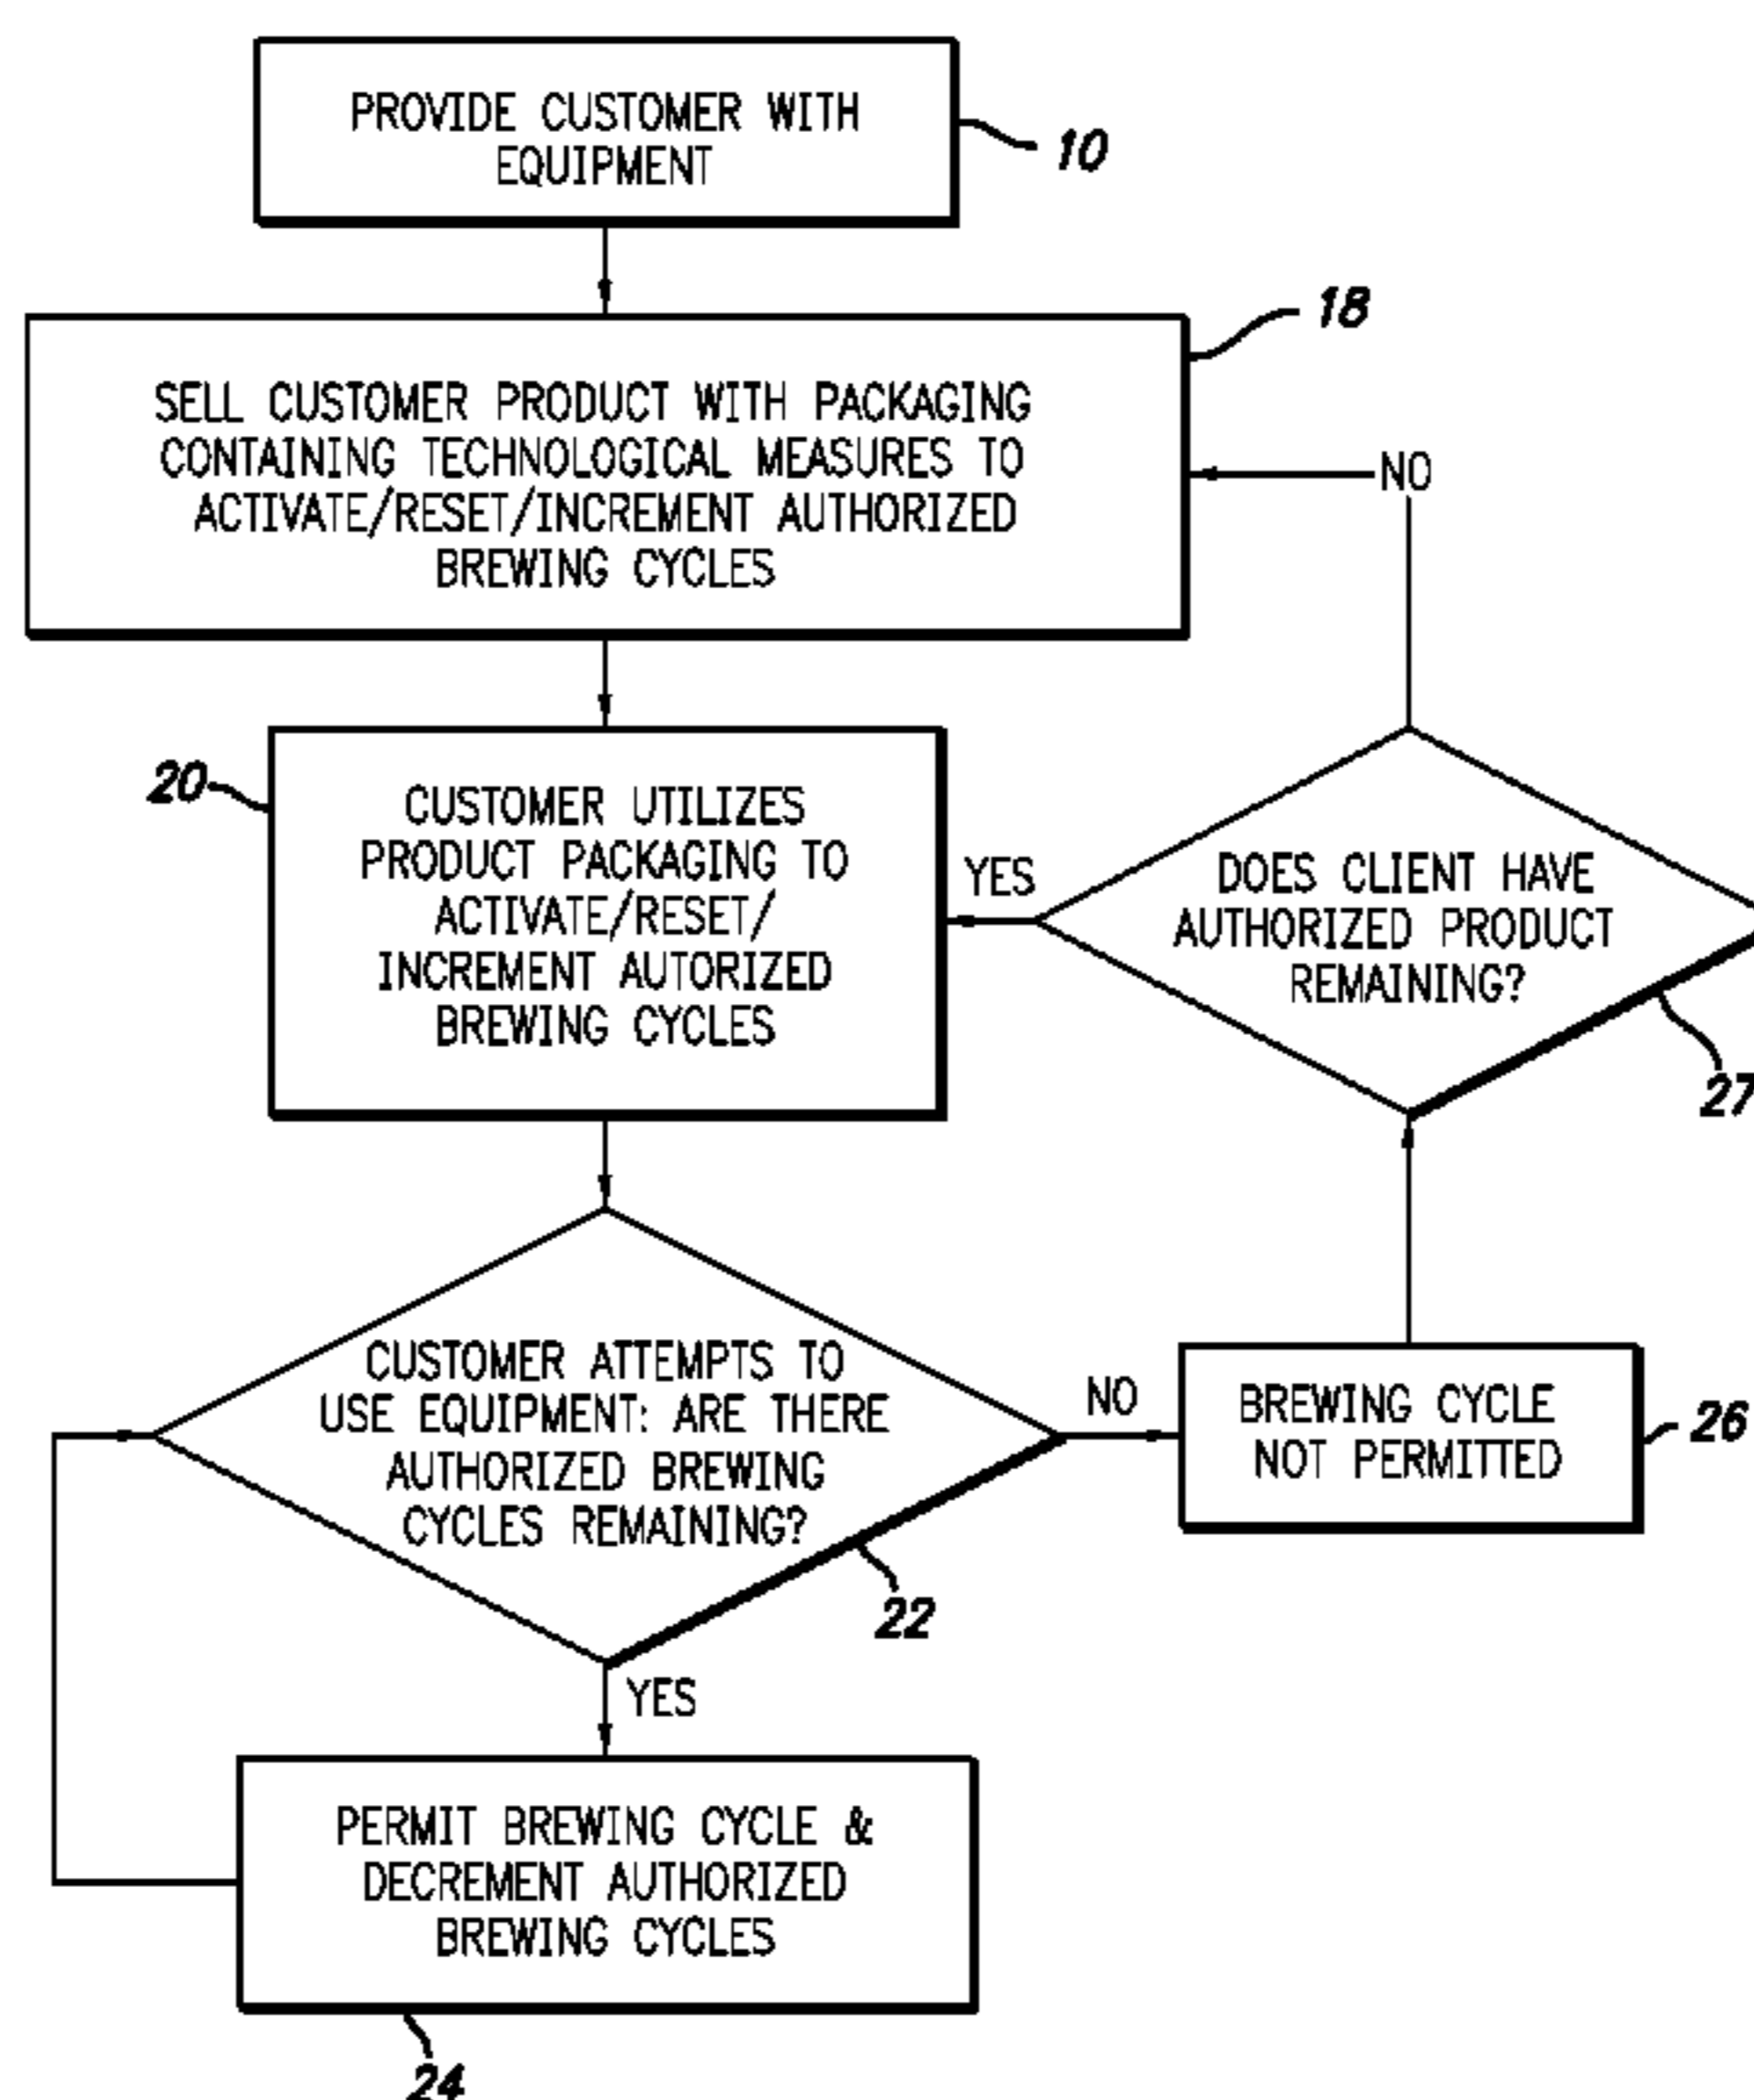 PROVIDE CUSTOMER WITH
EQUIPMENT
10
18
SELL CUSTOMER PRODUCT WITH PACKAGING
CONTAINING TECHNOLOGICAL MEASURES TO
ACTIVATE/RESET/INCREMENT AUTHORIZED
BREWING CYCLES
NO
20
CUSTOMER UTILIZES
PRODUCT PACKAGING TO
ACTIVATE/RESET/
INCREMENT AUTORIZED
BREWING CYCLES
YES
DOES CLIENT HAVE
AUTHORIZED PRODUCT
REMAINING?
27
CUSTOMER ATTEMPTS TO
USE EQUIPMENT: ARE THERE
AUTHORIZED BREWING
CYCLES REMAINING?
NO
BREWING CYCLE
NOT PERMITTED
26
22
YES
PERMIT BREWING CYCLE &
DECREMENT AUTHORIZED
BREWING CYCLES
24